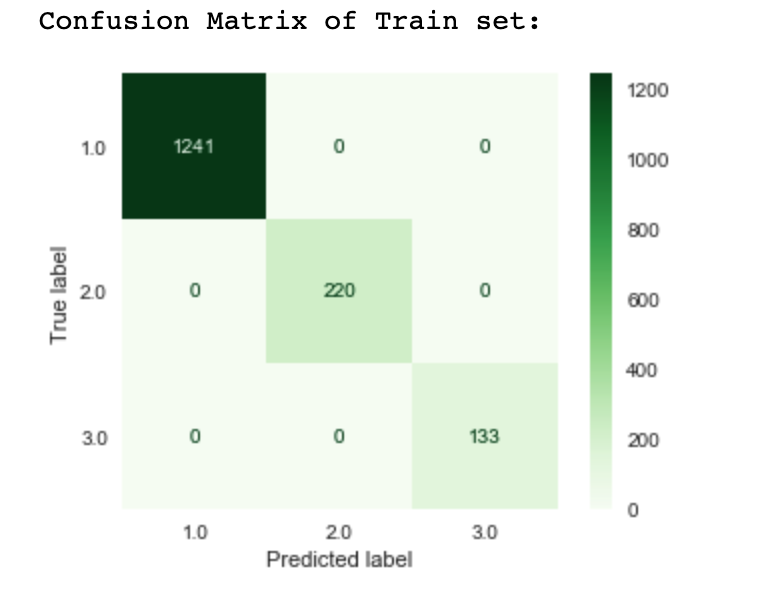 Confusion Matrix of Train set:
1.0 1241 0 0
2.0 0 220 0
3.0 0 0 133
1.0 2.0 3.0
True label
Predicted label
1200
1000
800
600
400
200
0